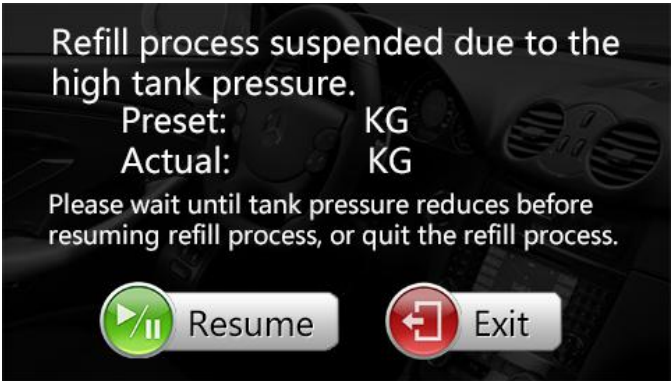 Refill process suspended due to the
high tank pressure.
Preset: KG
Actual: KG
Please wait until tank pressure reduces before
resuming refill process, or quit the refill process.
Resume Exit